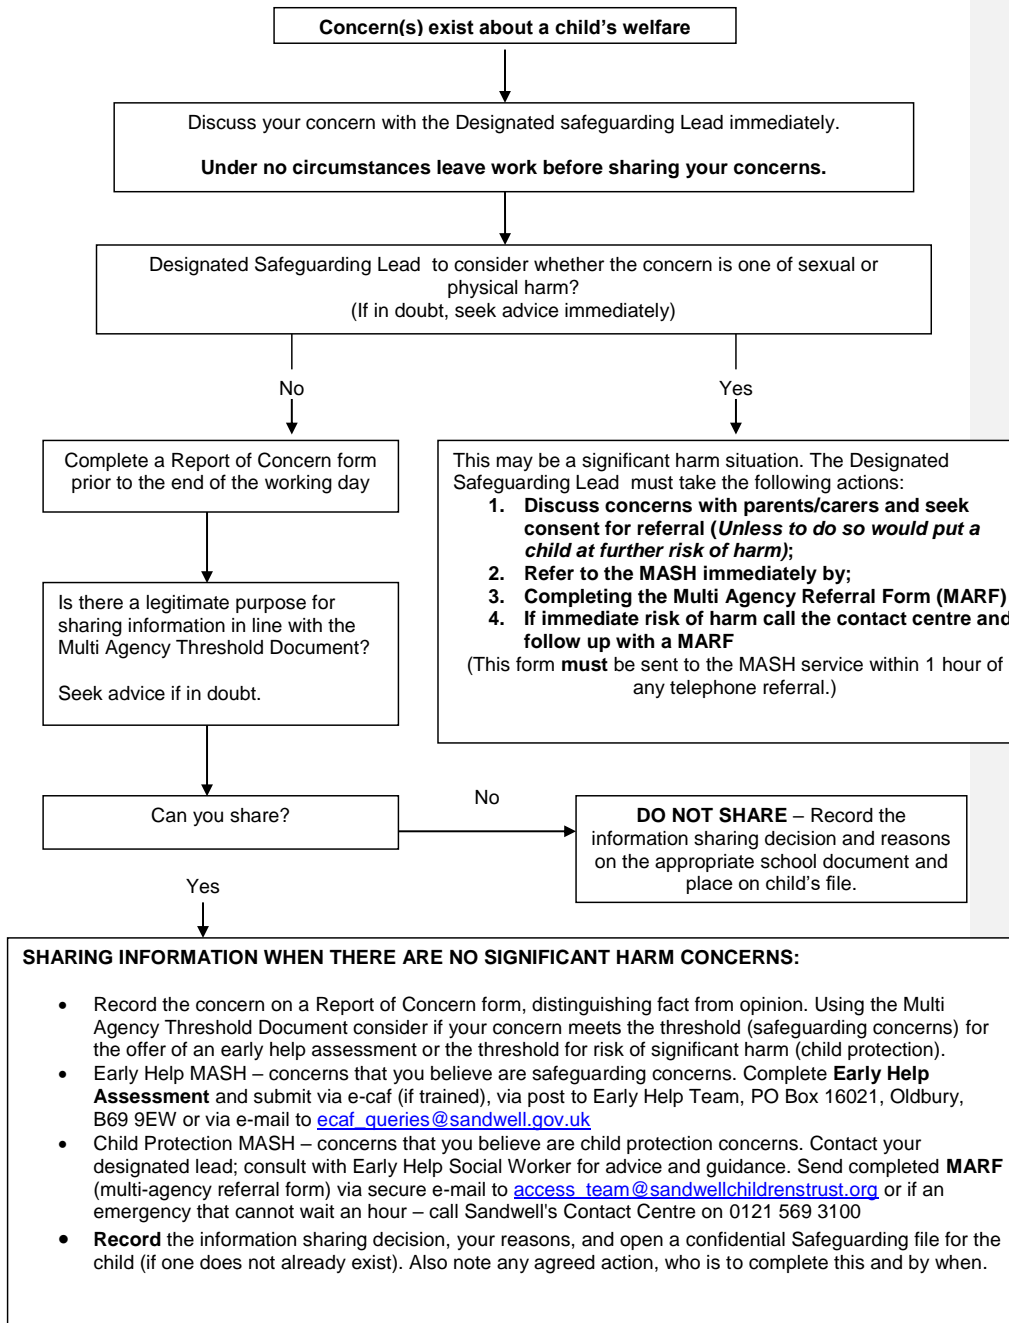 Concern(s) exist about a child's welfare
Discuss your concern with the Designated safeguarding Lead immediately.
Under no circumstances leave work before sharing your concerns.
Designated Safeguarding Lead  to consider whether the concern is one of sexual or
physical harm?
(If in doubt, seek advice immediately)
No
Yes
Complete a Report of Concern form
prior to the end of the working day
This may be a significant harm situation. The Designated
Safeguarding Lead  must take the following actions:
1. Discuss concerns with parents/carers and seek
consent for referral (Unless to do so would put a
child at further risk of harm);
2. Refer to the MASH immediately by;
3. Completing the Multi Agency Referral Form (MARF)
4. If immediate risk of harm call the contact centre and
follow up with a MARF
(This form must be sent to the MASH service within 1 hour of
any telephone referral.)
Is there a legitimate purpose for
sharing information in line with the
Multi Agency Threshold Document?
Seek advice if in doubt.
Can you share?
No
DO NOT SHARE – Record the
information sharing decision and reasons
on the appropriate school document and
place on child's file.
Yes
SHARING INFORMATION WHEN THERE ARE NO SIGNIFICANT HARM CONCERNS:
• Record the concern on a Report of Concern form, distinguishing fact from opinion. Using the Multi
Agency Threshold Document consider if your concern meets the threshold (safeguarding concerns) for
the offer of an early help assessment or the threshold for risk of significant harm (child protection).
• Early Help MASH – concerns that you believe are safeguarding concerns. Complete Early Help
Assessment and submit via e-caf (if trained), via post to Early Help Team, PO Box 16021, Oldbury,
B69 9EW or via e-mail to ecaf_queries@sandwell.gov.uk
• Child Protection MASH – concerns that you believe are child protection concerns. Contact your
designated lead; consult with Early Help Social Worker for advice and guidance. Send completed MARF
(multi-agency referral form) via secure e-mail to access_team@sandwellchildrenstrust.org or if an
emergency that cannot wait an hour – call Sandwell's Contact Centre on 0121 569 3100
• Record the information sharing decision, your reasons, and open a confidential Safeguarding file for the
child (if one does not already exist). Also note any agreed action, who is to complete this and by when.